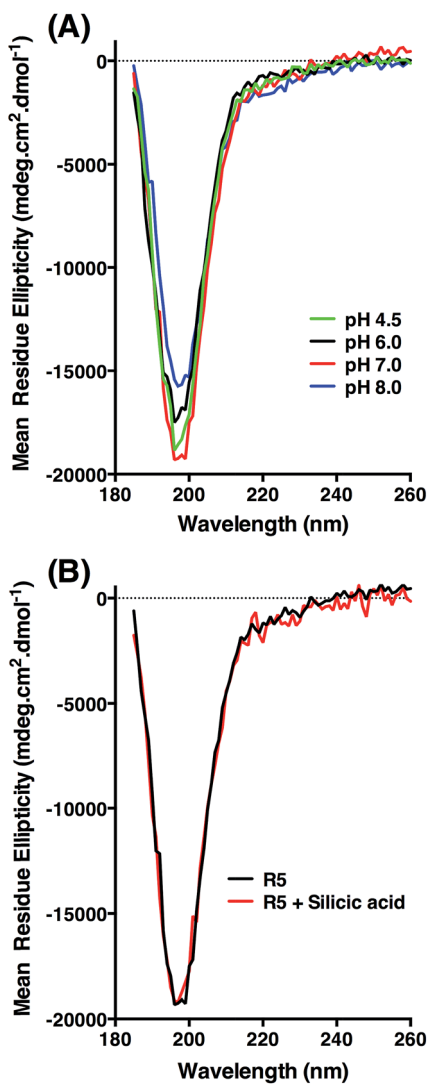 (A)
Mean Residue Ellipticity (mdeg.cm².dmol⁻¹)
0
-5000
-10000
-15000
-20000
pH 4.5
pH 6.0
pH 7.0
pH 8.0
180 200 220 240 260
Wavelength (nm)
(B)
Mean Residue Ellipticity (mdeg.cm².dmol⁻¹)
0
-5000
-10000
-15000
-20000
R5
R5 + Silicic acid
180 200 220 240 260
Wavelength (nm)